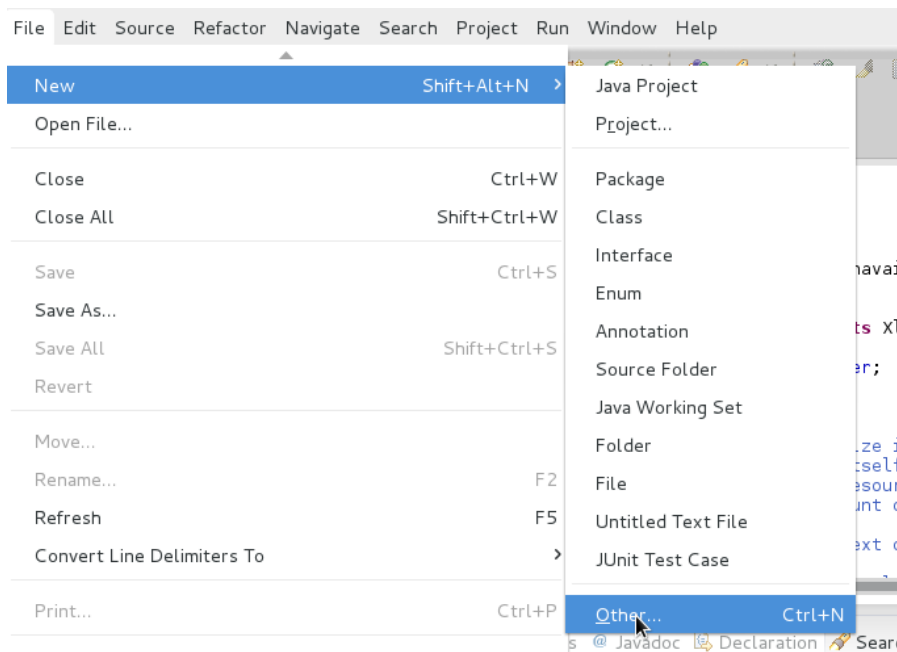 File Edit Source Refactor Navigate Search Project Run Window Help
New Shift+Alt+N
Open File...
Close Ctrl+W
Close All Shift+Ctrl+W
Save Ctrl+S
Save As...
Save All Shift+Ctrl+S
Revert
Move...
Rename... F2
Refresh F5
Convert Line Delimiters To
Print... Ctrl+P
Java Project
Project...
Package
Class
Interface
Enum
Annotation
Source Folder
Java Working Set
Folder
File
Untitled Text File
JUnit Test Case
Other... Ctrl+N
@ Javadoc Declaration Sear